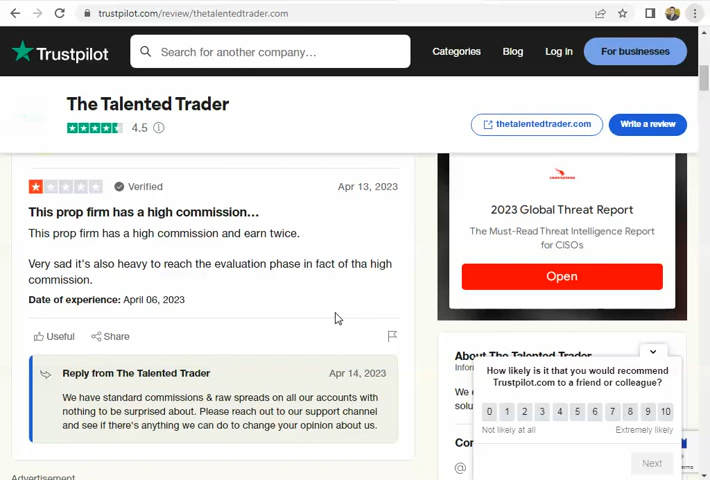 trustpilot.com/review/thetalentedtrader.com
Trustpilot
Search for another company...
Categories
Blog
Log in
For businesses
The Talented Trader
4.5
thetalentedtrader.com
Write a review
Verified
Apr 13, 2023
This prop firm has a high commission...
This prop firm has a high commission and earn twice.
Very sad it's also heavy to reach the evaluation phase in fact of tha high
commission.
Date of experience: April 06, 2023
Useful
Share
Reply from The Talented Trader
Apr 14, 2023
We have standard commissions & raw spreads on all our accounts with
nothing to be surprised about. Please reach out to our support channel
and see if there's anything we can do to change your opinion about us.
Advertisement
2023 Global Threat Report
The Must-Read Threat Intelligence Report
for CISOs
Open
About The Talented Trader
How likely is it that you would recommend
Trustpilot.com to a friend or colleague?
0 1 2 3 4 5 6 7 8 9 10
Not likely at all
Extremely likely
Next